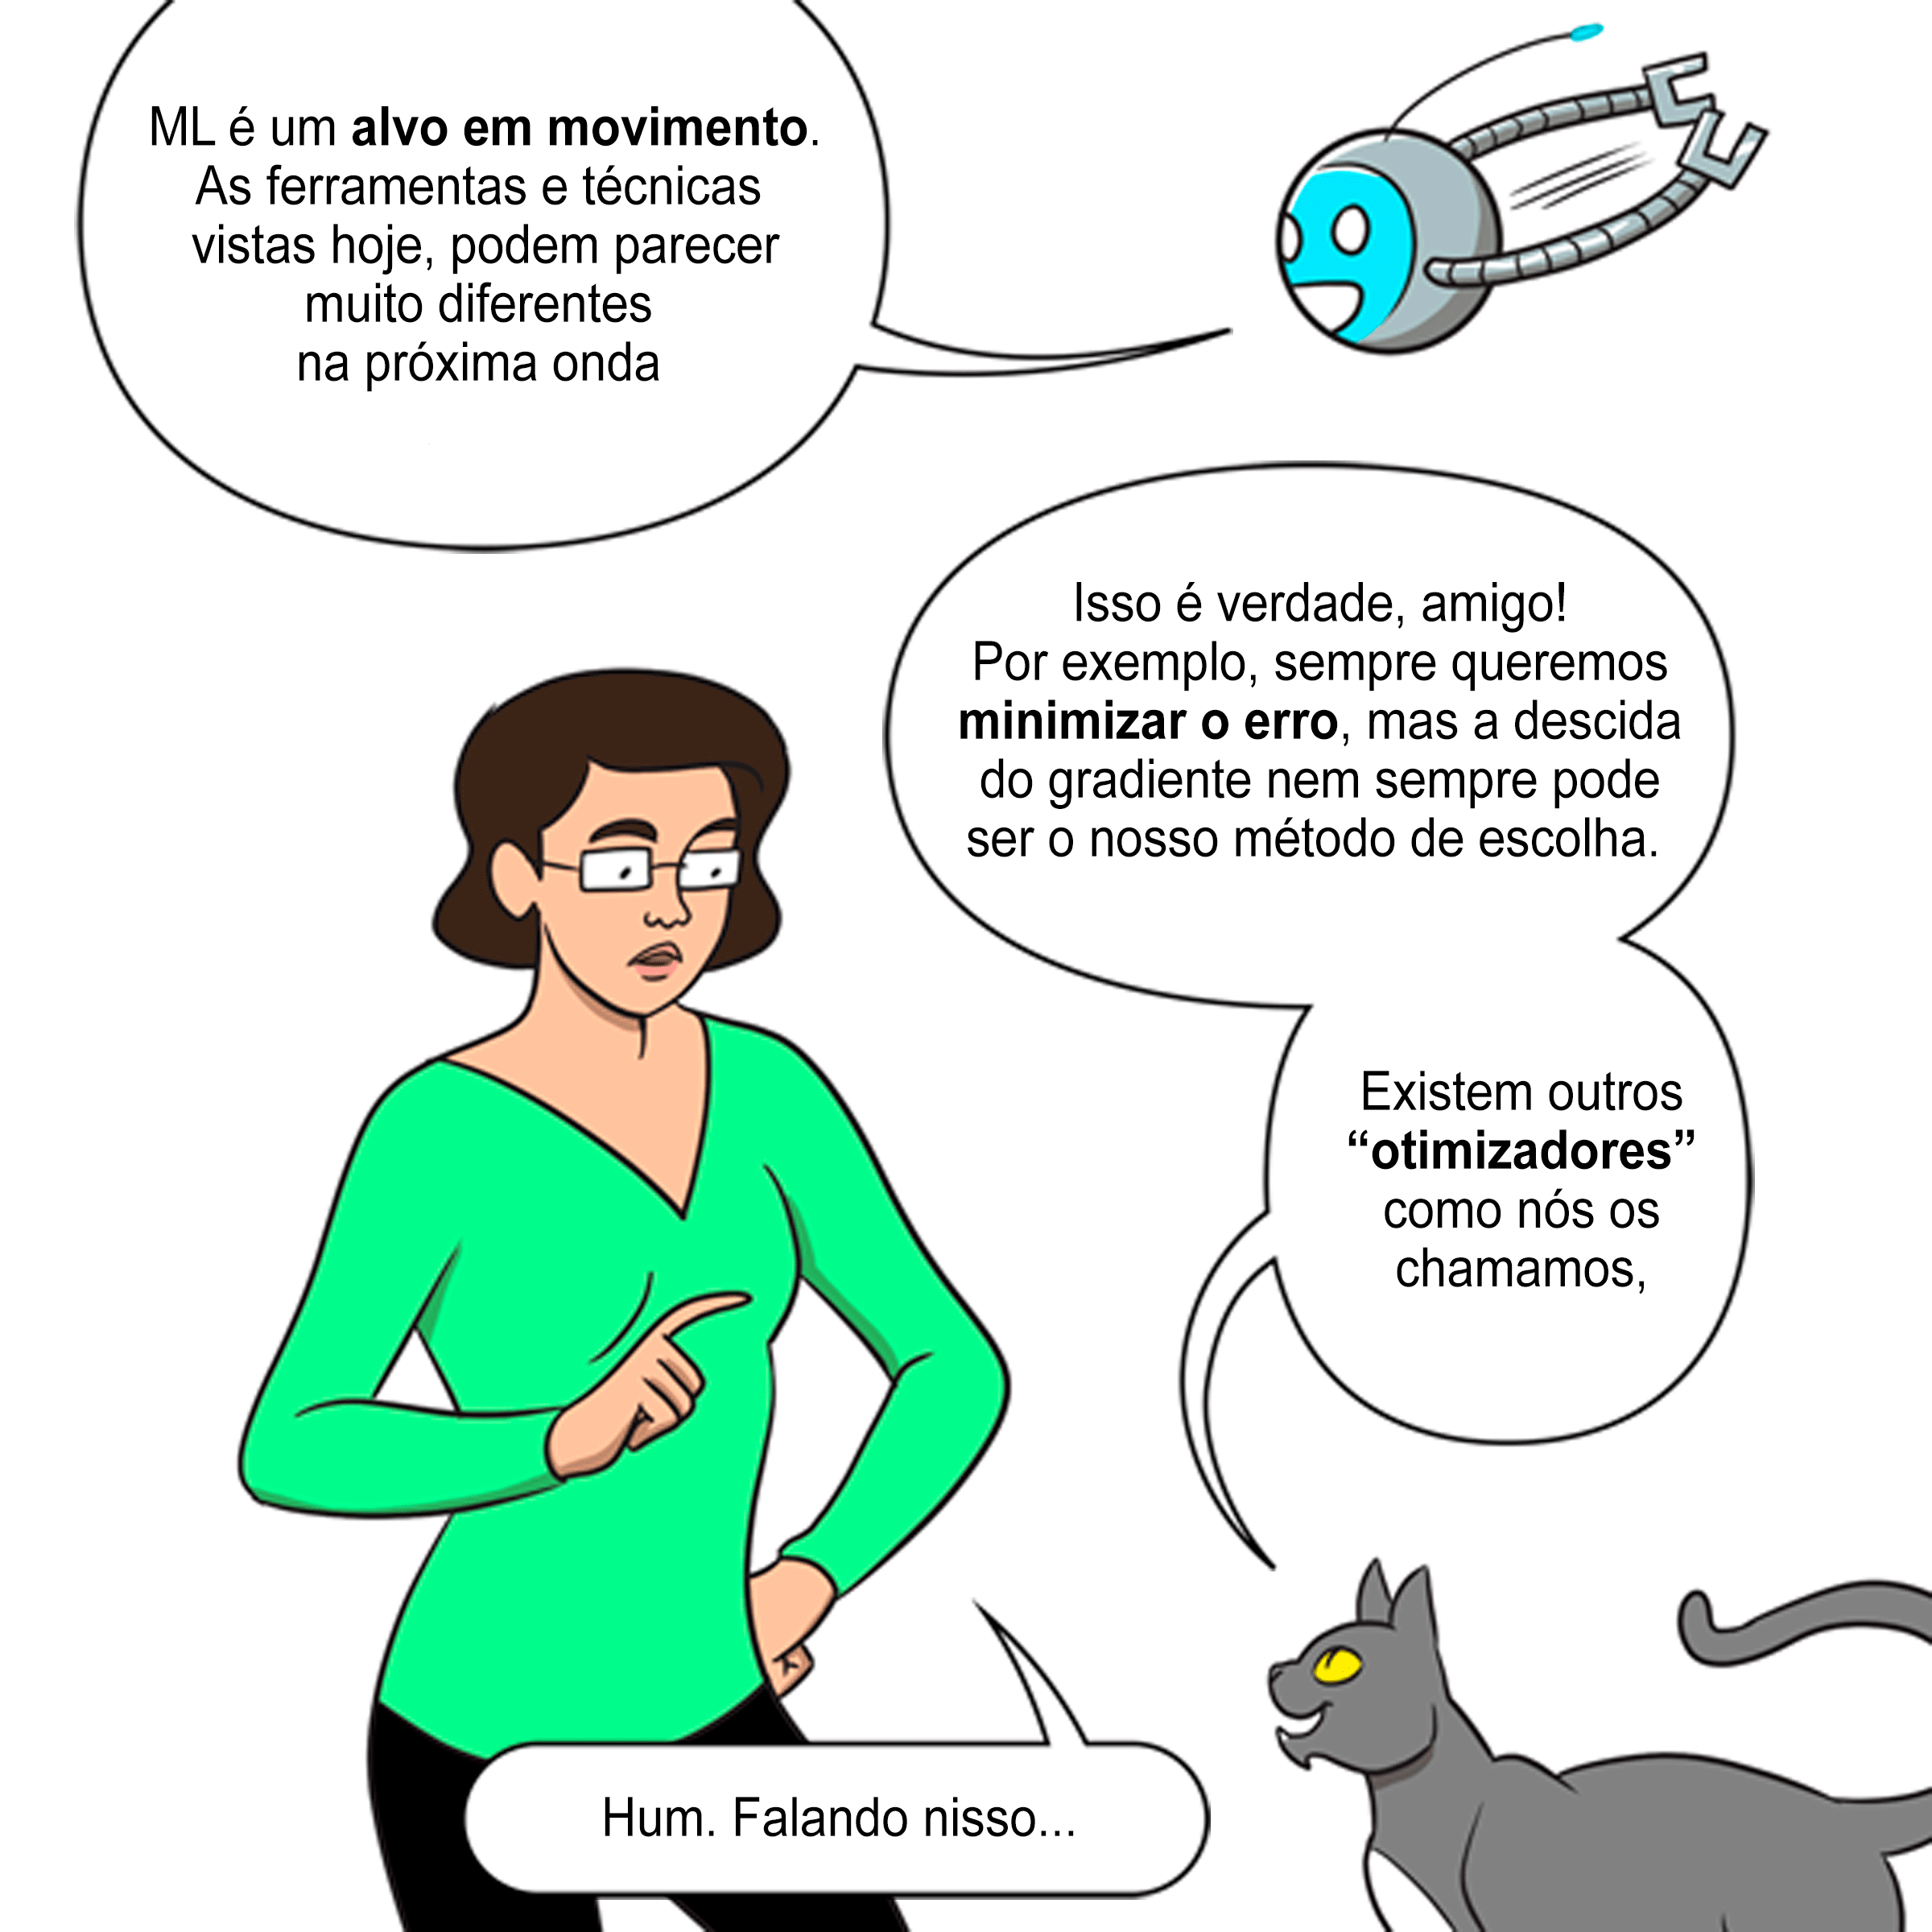 ML é um alvo em movimento.
As ferramentas e técnicas
vistas hoje, podem parecer
muito diferentes
na próxima onda
Isso é verdade, amigo!
Por exemplo, sempre queremos
minimizar o erro, mas a descida
do gradiente nem sempre pode
ser o nosso método de escolha.
Existem outros
“otimizadores”
como nós os
chamamos,
Hum. Falando nisso...